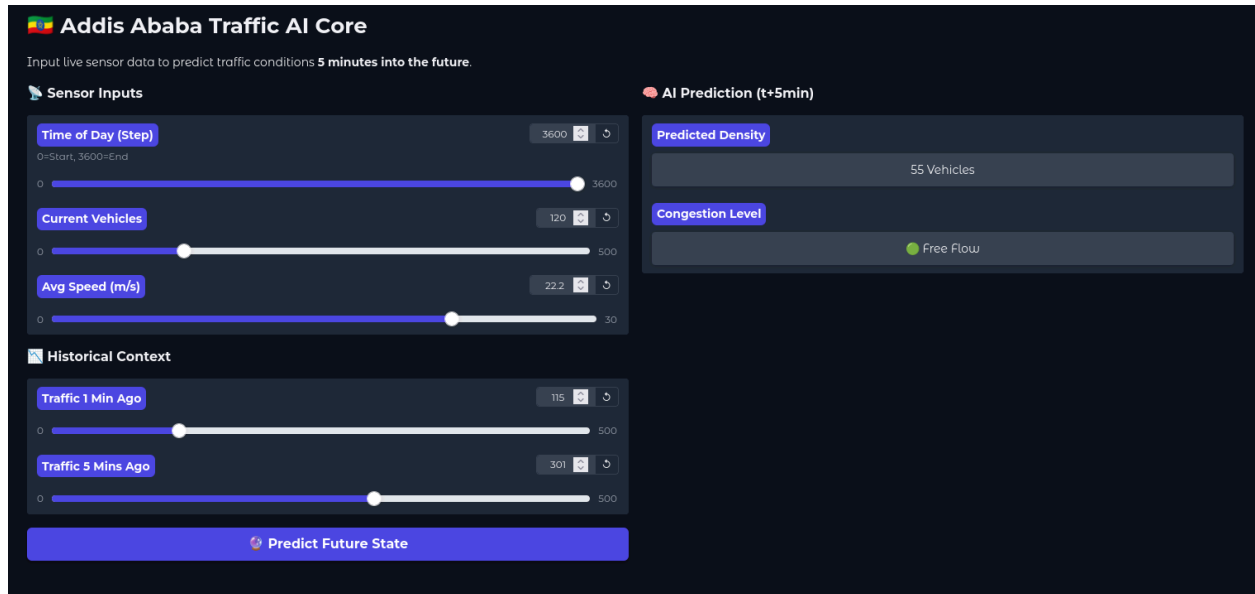 🇪🇹 Addis Ababa Traffic AI Core
Input live sensor data to predict traffic conditions 5 minutes into the future.
📡 Sensor Inputs
Time of Day (Step)
3600
0=Start, 3600=End
0
3600
Current Vehicles
120
0
500
Avg Speed (m/s)
22.2
0
30
📉 Historical Context
Traffic 1 Min Ago
115
0
500
Traffic 5 Mins Ago
301
0
500
🔮 Predict Future State
🧠 AI Prediction (t+5min)
Predicted Density
55 Vehicles
Congestion Level
🟢 Free Flow